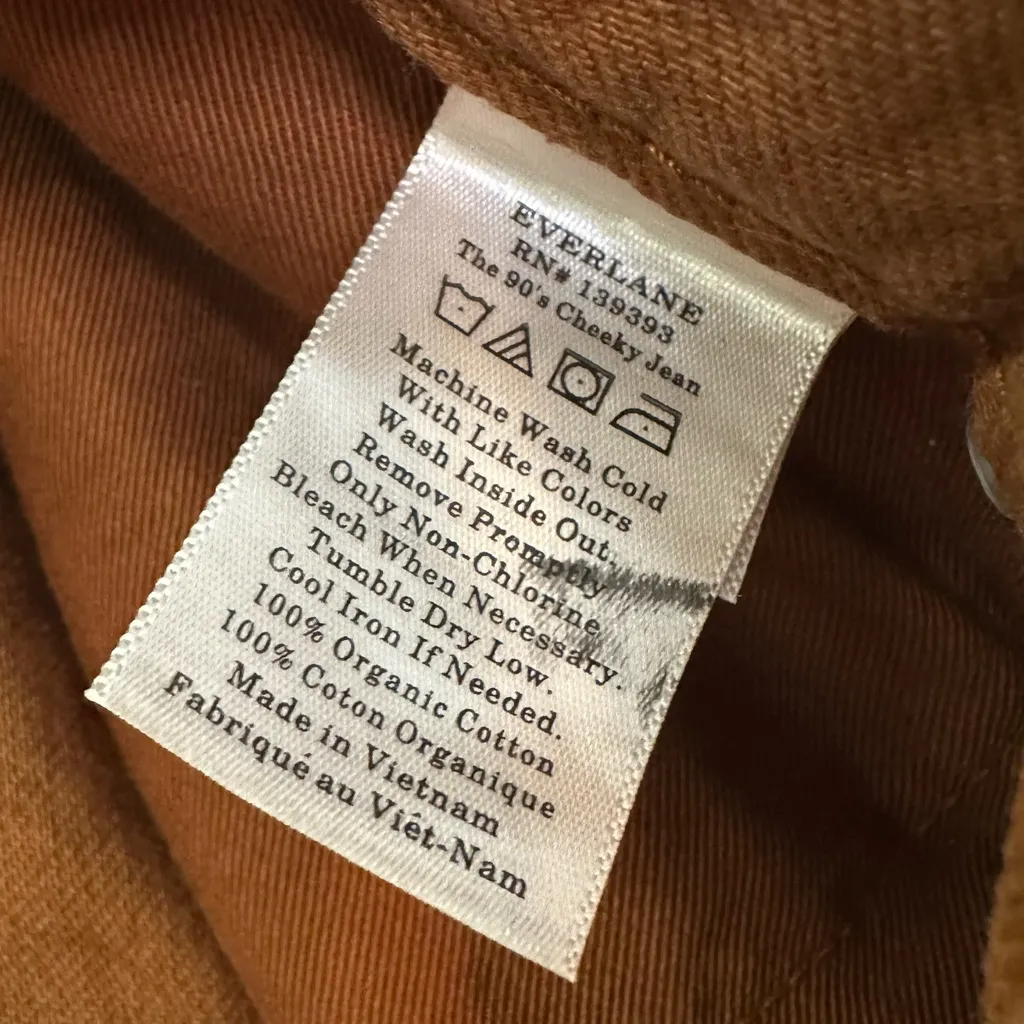 EVERLANE
RN# 139393
The 90's Cheeky Jean
Machine Wash Cold
With Like Colors
Wash Inside Out.
Remove Promptly
Only Non-Chlorine
Bleach When Necessary.
Tumble Dry Low.
Cool Iron If Needed.
100% Organic Cotton
100% Coton Organique
Made in Vietnam
Fabriqué au Viêt-Nam